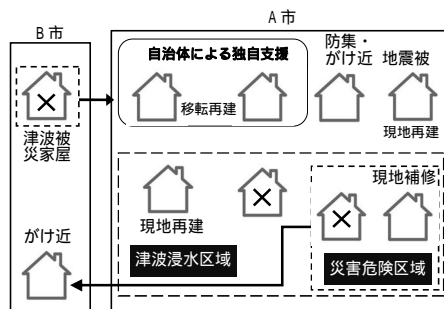 B市
津波被
災家屋
がけ近
A市
自治体による独自支援
移転再建
防集・
がけ近
地震被
現地再建
現地再建
津波浸水区域
現地補修
災害危険区域